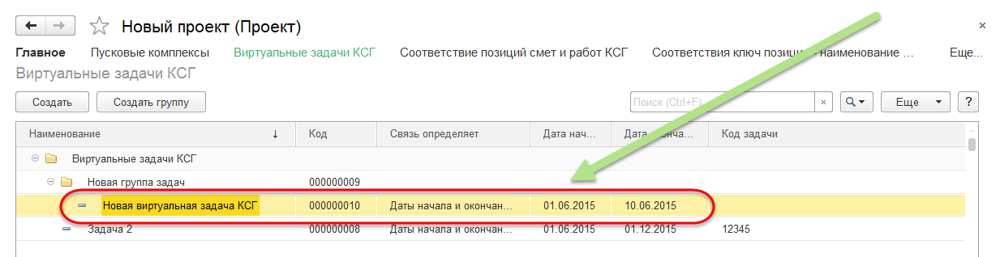 Новый проект (Проект)
Главное Пусковые комплексы Виртуальные задачи КСГ Соответствие позиций смет и работ КСГ Соответствия ключ позиции - наименование ... Еще...
Виртуальные задачи КСГ
Создать Создать группу Поиск (Ctrl+F) × Еще ?
Наименование ↓ Код Связь определяет Дата нач... Дата оконча... Код задачи
Виртуальные задачи КСГ
Новая группа задач 000000009
Новая виртуальная задача КСГ 000000010 Даты начала и окончан... 01.06.2015 10.06.2015
Задача 2 000000008 Даты начала и окончан... 01.06.2015 01.12.2015 12345